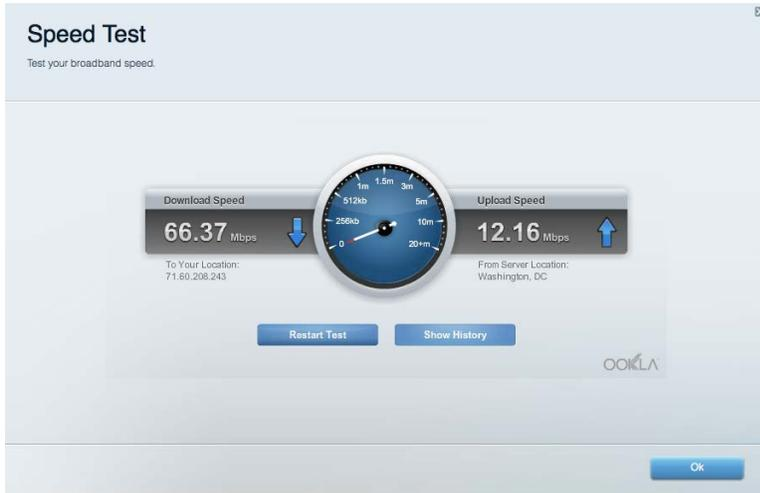 Speed Test
Test your broadband speed.
Download Speed
66.37 Mbps
To Your Location:
71.60.208.243
0
256kb
512kb
1m
1.5m
3m
5m
10m
20+m
Upload Speed
12.16 Mbps
From Server Location:
Washington, DC
Restart Test
Show History
OOKLA
Ok